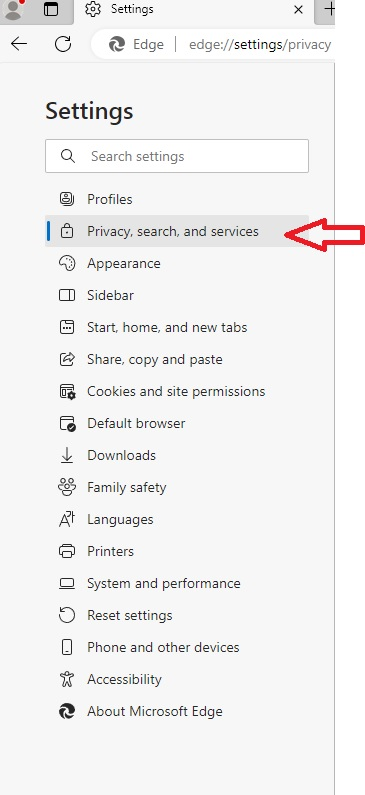 Settings
Edge | edge://settings/privacy
Settings
Search settings
Profiles
Privacy, search, and services
Appearance
Sidebar
Start, home, and new tabs
Share, copy and paste
Cookies and site permissions
Default browser
Downloads
Family safety
Languages
Printers
System and performance
Reset settings
Phone and other devices
Accessibility
About Microsoft Edge